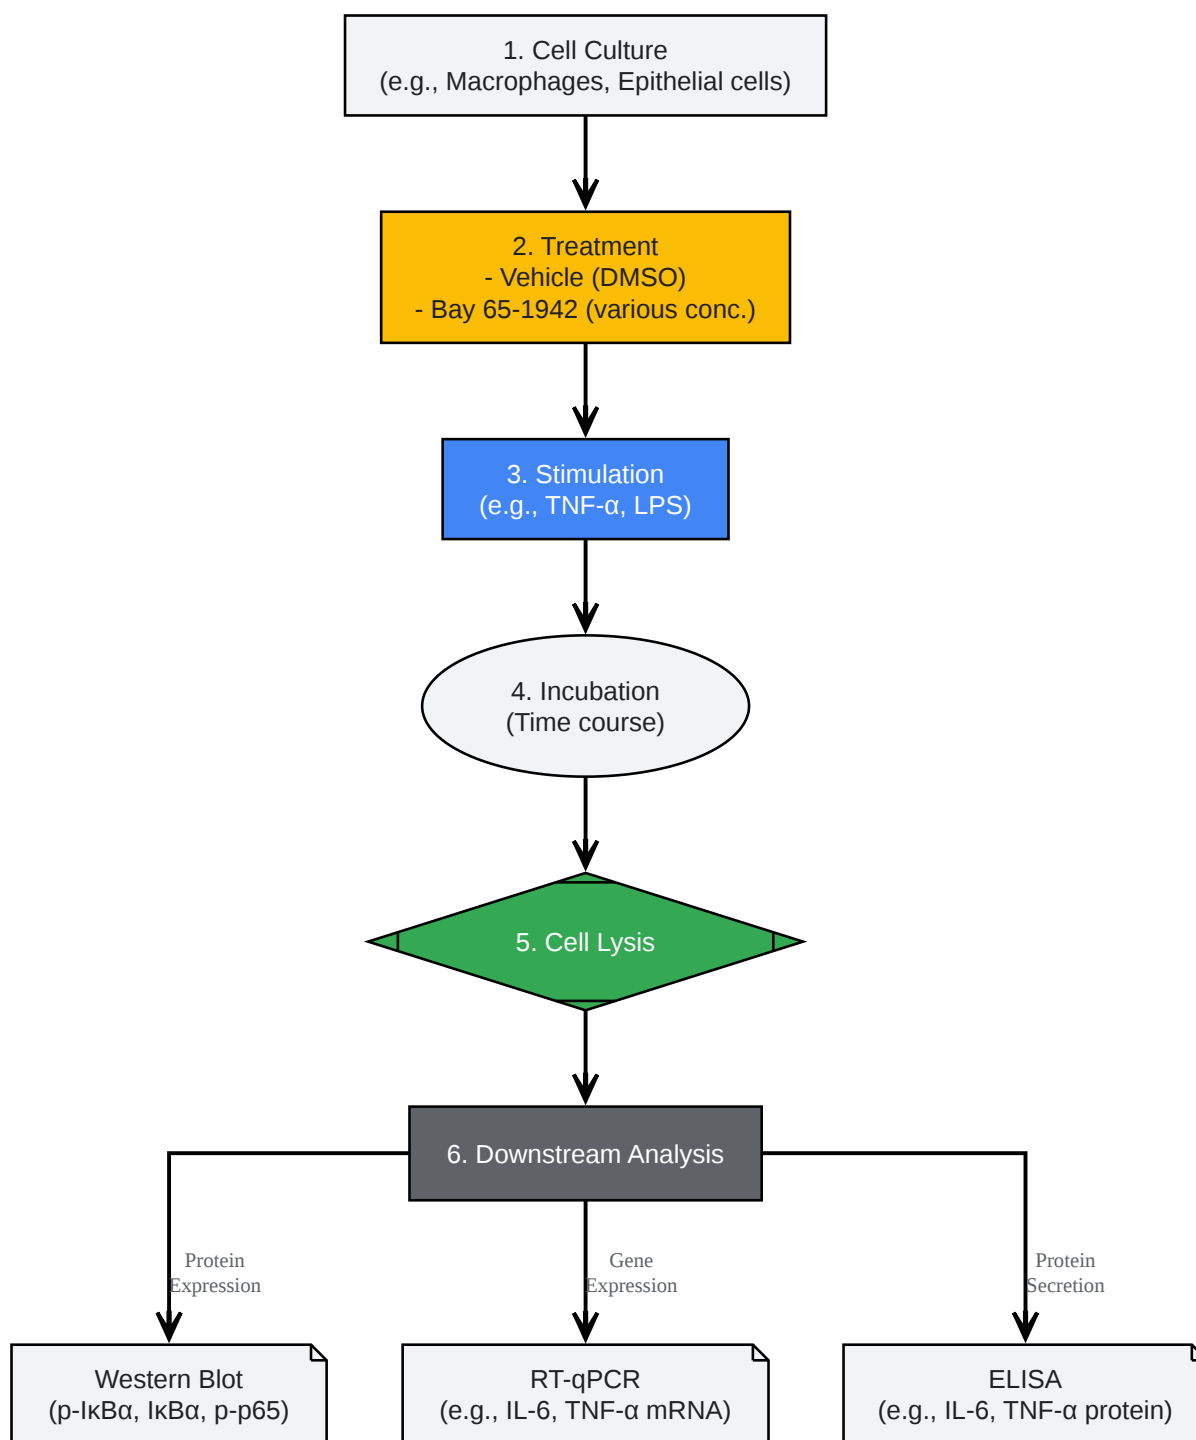 1. Cell Culture
(e.g., Macrophages, Epithelial cells)
2. Treatment
- Vehicle (DMSO)
- Bay 65-1942 (various conc.)
3. Stimulation
(e.g., TNF-α, LPS)
4. Incubation
(Time course)
5. Cell Lysis
6. Downstream Analysis
Protein
Expression
Gene
Expression
Protein
Secretion
Western Blot
(p-IκBα, IκBα, p-p65)
RT-qPCR
(e.g., IL-6, TNF-α mRNA)
ELISA
(e.g., IL-6, TNF-α protein)